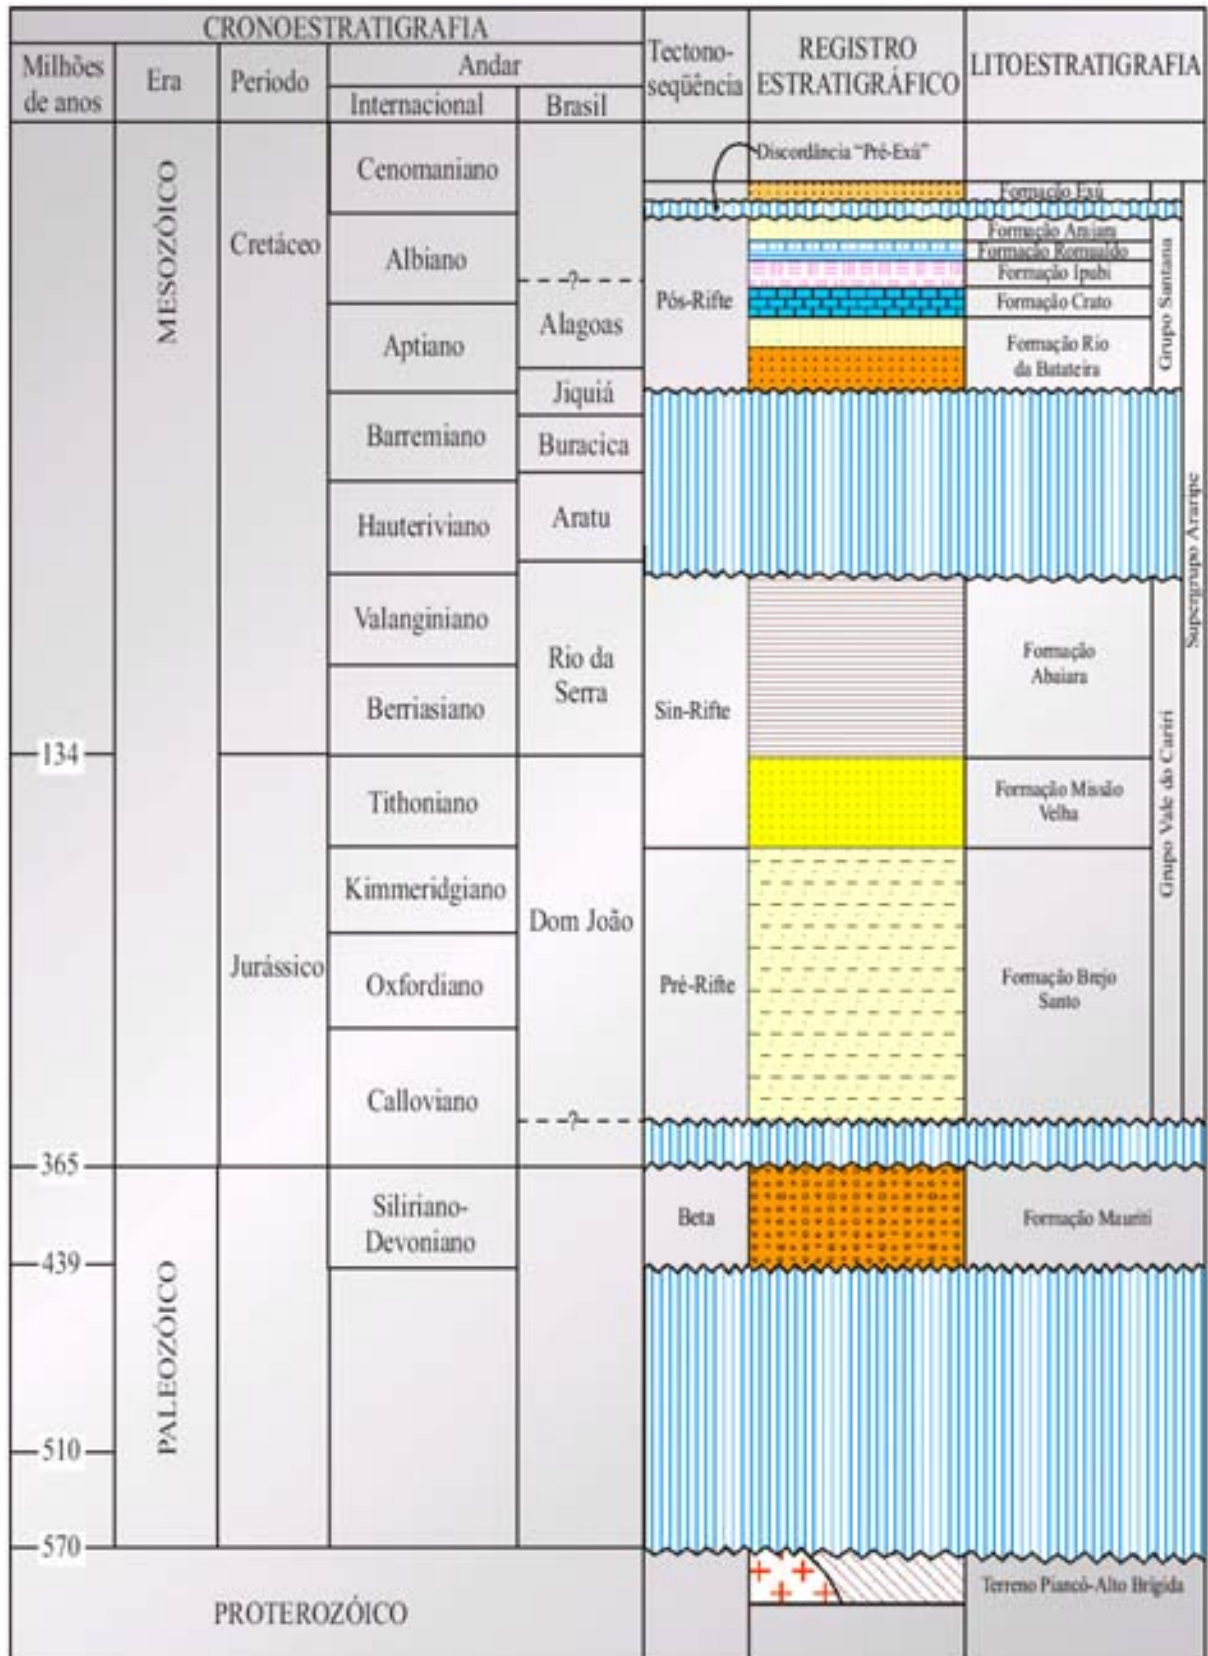 CRONOESTRATIGRAFIA
Milhões
de anos
Era
Periodo
Andar
Internacional
Brasil
Tectono-
seqüência
REGISTRO
ESTRATIGRÁFICO
LITOESTRATIGRAFIA
MESOZÓICO
Cretáceo
Cenomaniano
Albiano
Aptiano
Barremiano
Hauteriviano
Valanginiano
Berriasiano
?
Alagoas
Jiquiá
Buracica
Aratu
Rio da
Serra
Discordância “Pré-Exú”
Pós-Rifte
Formação Exú
Formação Arajara
Formação Romualdo
Formação Ipubi
Formação Crato
Formação Rio
da Batateira
Grupo Santana
Supergrupo Araripe
Sin-Rifte
Formação
Abaiara
Grupo Vale do Cariri
134
Jurássico
Tithoniano
Kimmeridgiano
Oxfordiano
Calloviano
Dom João
?
Formação Missão
Velha
Pré-Rifte
Formação Brejo
Santo
365
PALEOZÓICO
Siliriano-
Devoniano
Beta
Formação Mauriti
439
510
570
PROTEROZÓICO
Terreno Piancó-Alto Brígida